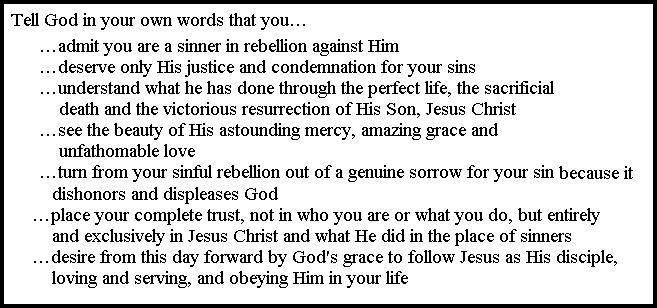 Tell God in your own words that you…
…admit you are a sinner in rebellion against Him
…deserve only His justice and condemnation for your sins
…understand what he has done through the perfect life, the sacrificial
death and the victorious resurrection of His Son, Jesus Christ
…see the beauty of His astounding mercy, amazing grace and
unfathomable love
…turn from your sinful rebellion out of a genuine sorrow for your sin because it
dishonors and displeases God
…place your complete trust, not in who you are or what you do, but entirely
and exclusively in Jesus Christ and what He did in the place of sinners
…desire from this day forward by God's grace to follow Jesus as His disciple,
loving and serving, and obeying Him in your life